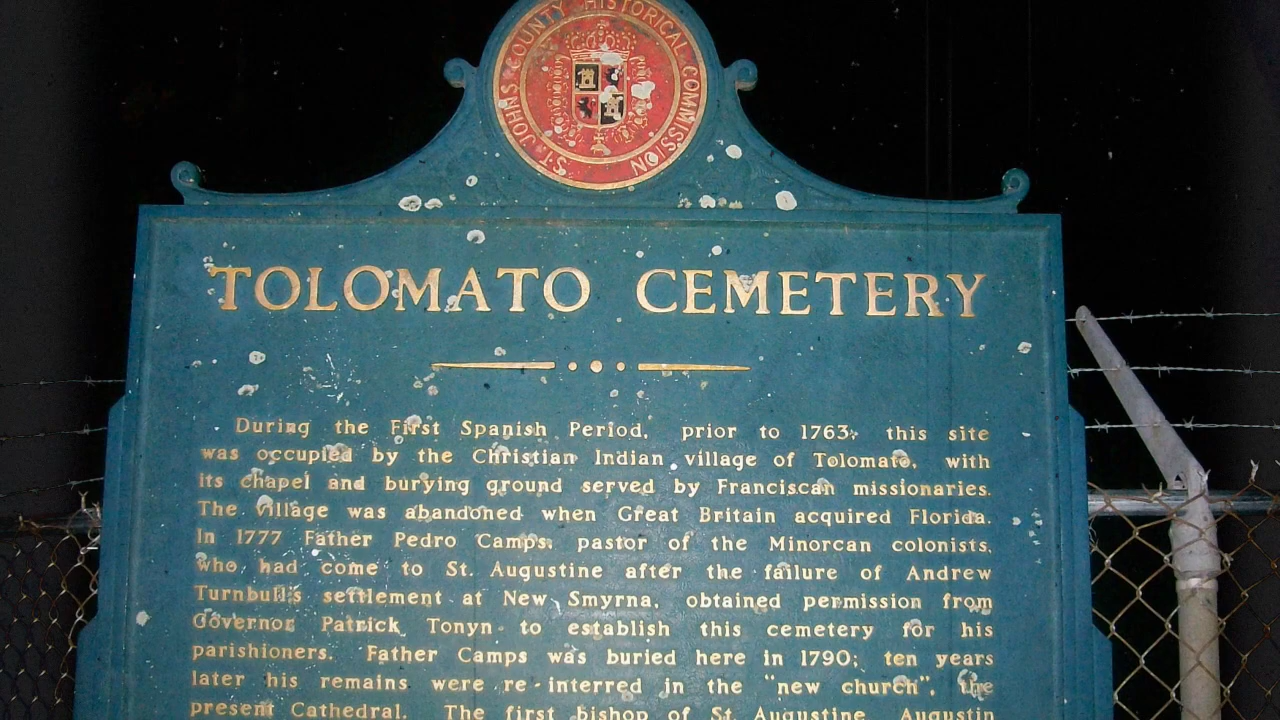 ST. JOHNS COUNTY HISTORICAL COMMISSION
TOLOMATO CEMETERY
During the First Spanish Period, prior to 1763, this site
was occupied by the Christian Indian village of Tolomato, with
its chapel and burying ground served by Franciscan missionaries.
The village was abandoned when Great Britain acquired Florida.
In 1777 Father Pedro Camps, pastor of the Minorcan colonists,
who had come to St. Augustine after the failure of Andrew
Turnbull's settlement at New Smyrna, obtained permission from
Governor Patrick Tonyn to establish this cemetery for his
parishioners. Father Camps was buried here in 1790; ten years
later his remains were re-interred in the "new church", the
present Cathedral. The first bishop of St. Augustine, Augustin